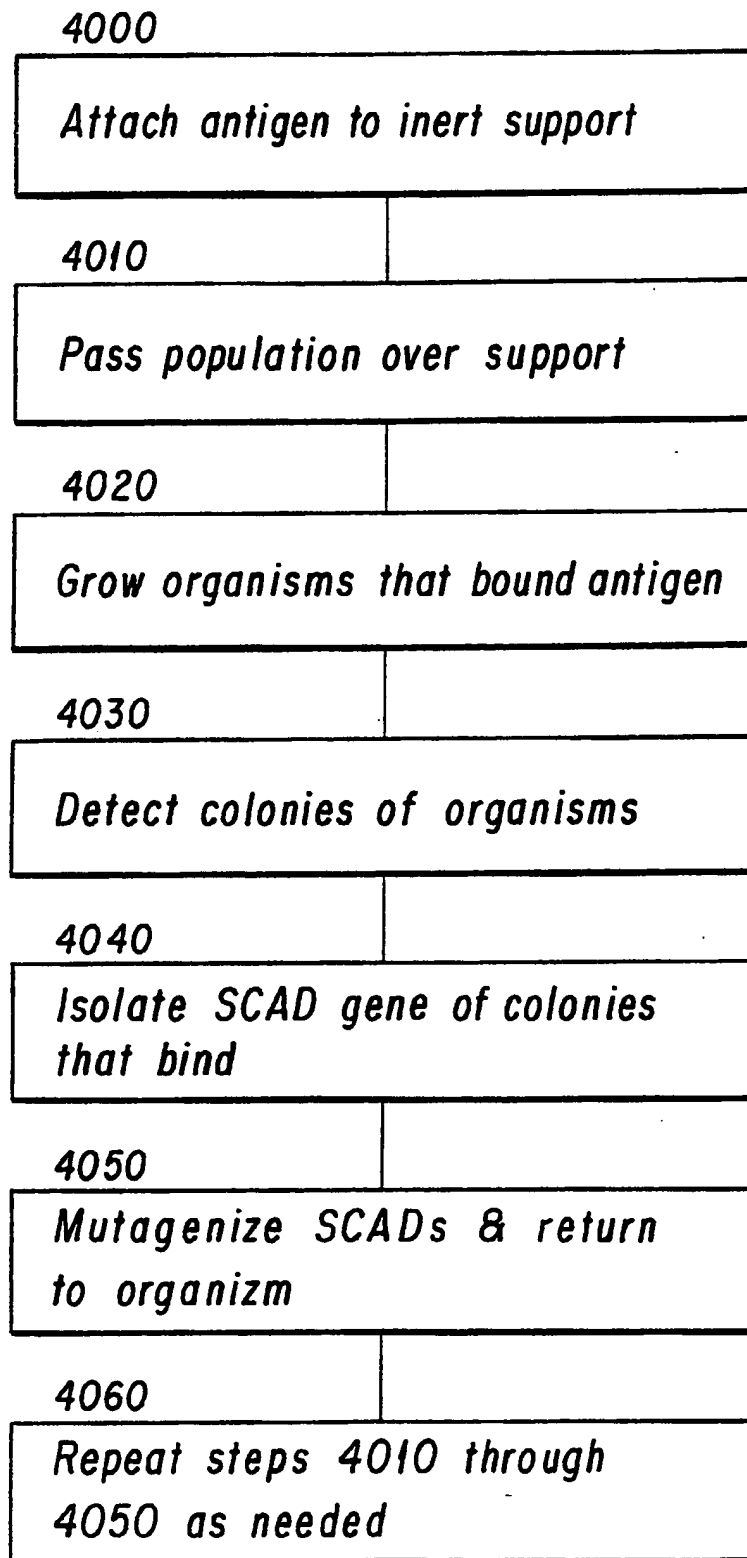 4000
Attach antigen to inert support
4010
Pass population over support
4020
Grow organisms that bound antigen
4030
Detect colonies of organisms
4040
Isolate SCAD gene of colonies
that bind
4050
Mutagenize SCADs & return
to organizm
4060
Repeat steps 4010 through
4050 as needed